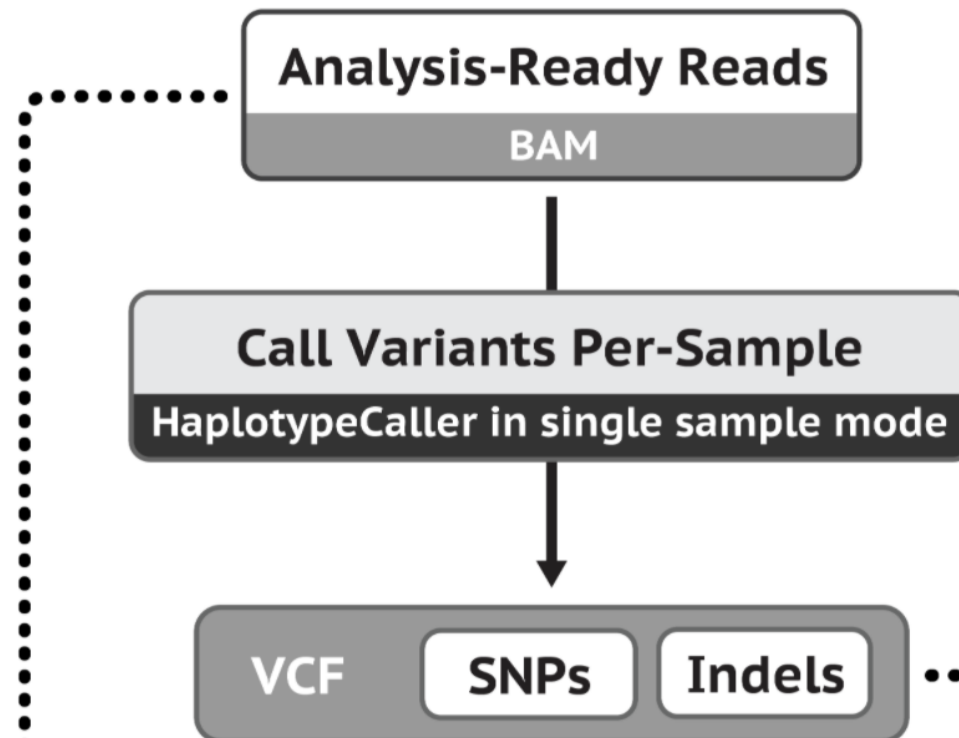 Analysis-Ready Reads
BAM
Call Variants Per-Sample
HaplotypeCaller in single sample mode
VCF SNPs Indels